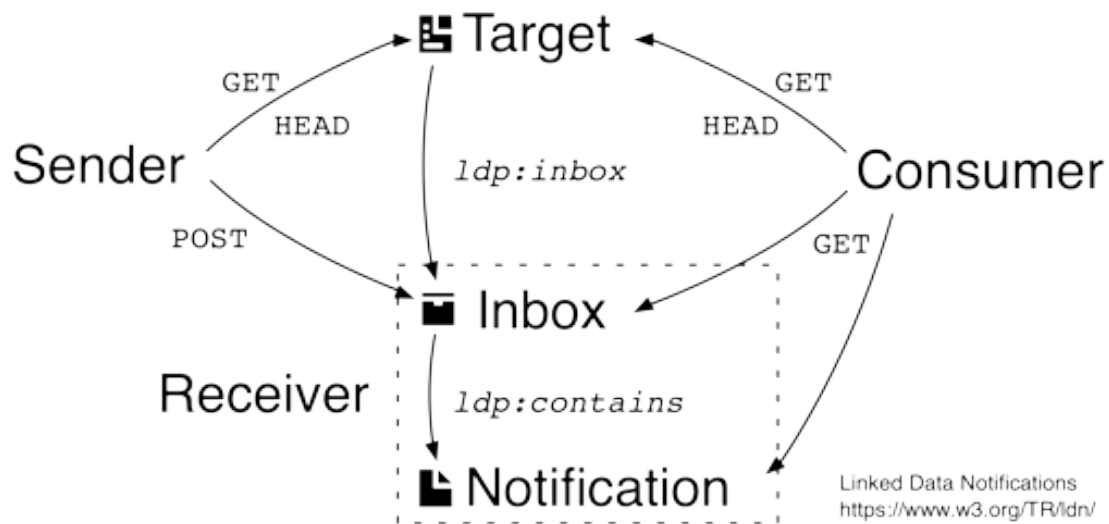 Target
GET
GET
HEAD
HEAD
Sender
ldp:inbox
Consumer
POST
GET
Inbox
Receiver
ldp:contains
Notification
Linked Data Notifications
https://www.w3.org/TR/ldn/